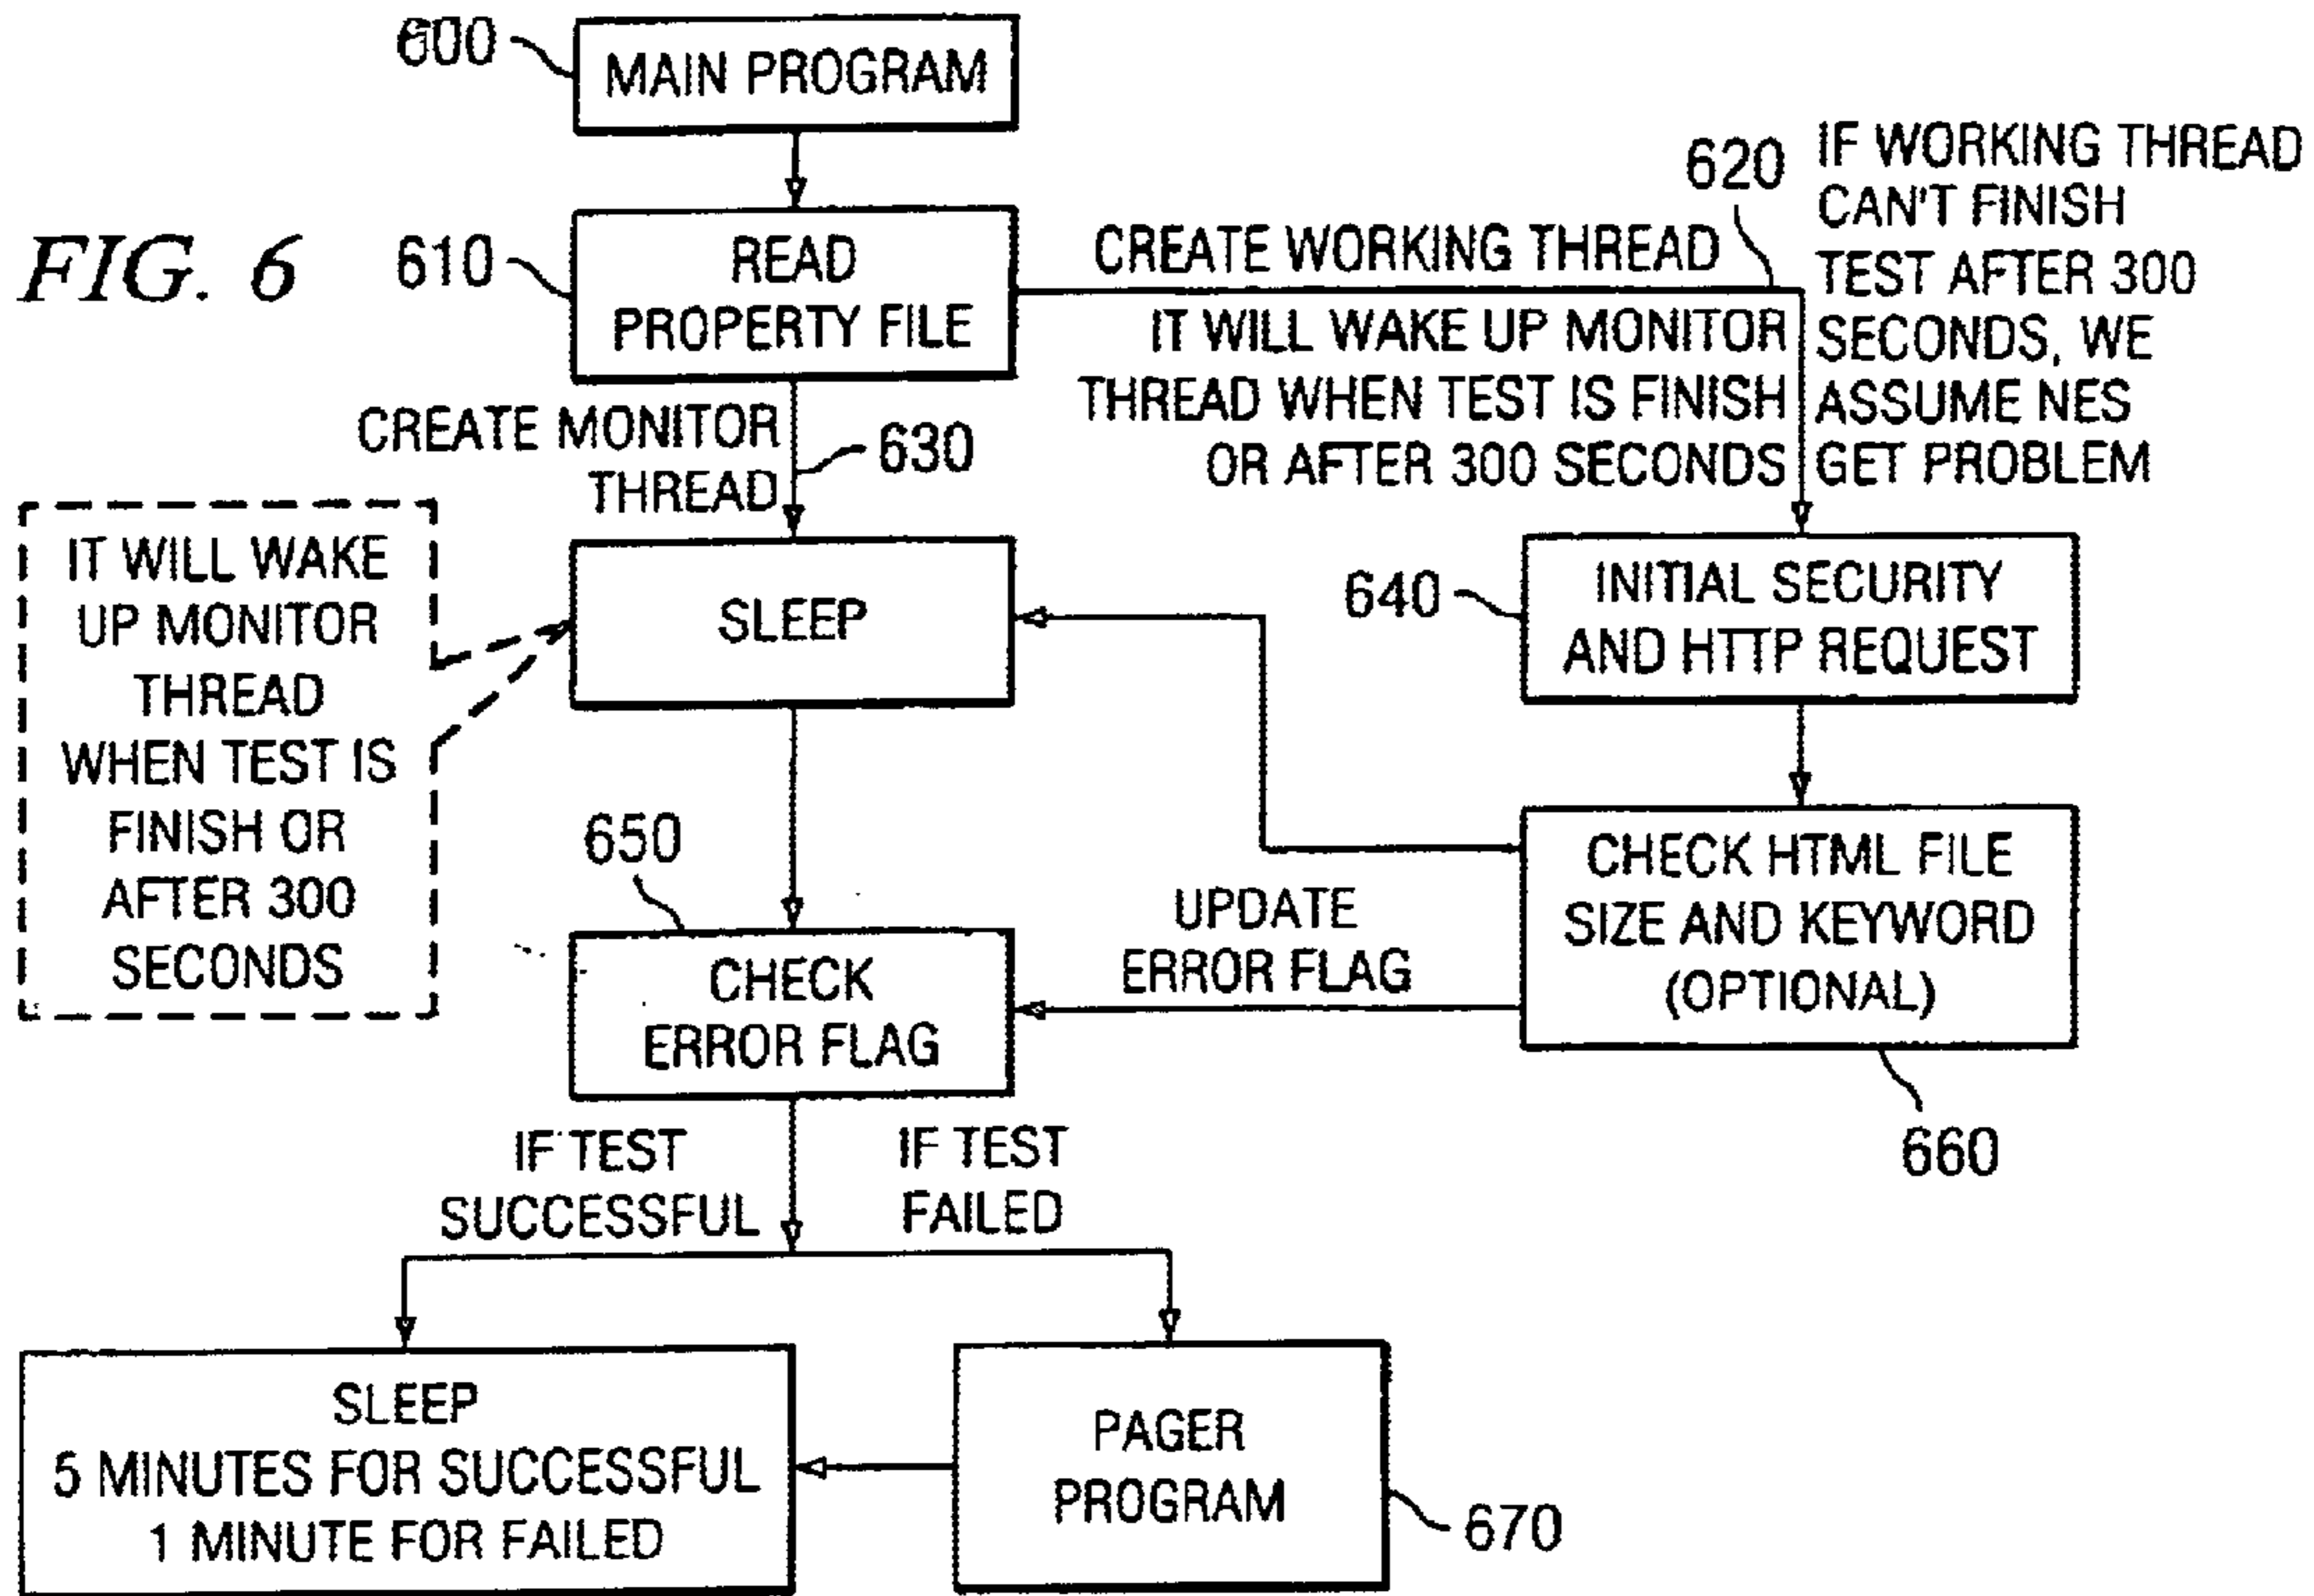 600
MAIN PROGRAM
FIG. 6
610
READ
PROPERTY FILE
CREATE WORKING THREAD
620
IT WILL WAKE UP MONITOR
THREAD WHEN TEST IS FINISH
OR AFTER 300 SECONDS
IF WORKING THREAD
CAN'T FINISH
TEST AFTER 300
SECONDS, WE
ASSUME NES
GET PROBLEM
CREATE MONITOR
THREAD
630
IT WILL WAKE
UP MONITOR
THREAD
WHEN TEST IS
FINISH OR
AFTER 300
SECONDS
SLEEP
640
INITIAL SECURITY
AND HTTP REQUEST
650
CHECK
ERROR FLAG
UPDATE
ERROR FLAG
CHECK HTML FILE
SIZE AND KEYWORD
(OPTIONAL)
660
IF TEST
SUCCESSFUL
IF TEST
FAILED
SLEEP
5 MINUTES FOR SUCCESSFUL
1 MINUTE FOR FAILED
PAGER
PROGRAM
670